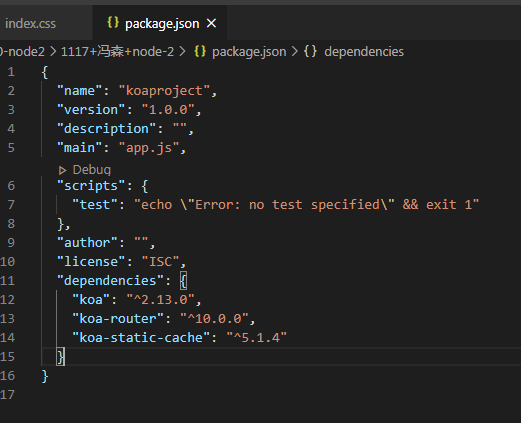 index.css
{} package.json ×
0-node2 > 1117+冯森+node-2 > {} package.json > {} dependencies
1 {
2 "name": "koaproject",
3 "version": "1.0.0",
4 "description": "",
5 "main": "app.js",
Debug
6 "scripts": {
7 "test": "echo \"Error: no test specified\" && exit 1"
8 },
9 "author": "",
10 "license": "ISC",
11 "dependencies": {
12 "koa": "^2.13.0",
13 "koa-router": "^10.0.0",
14 "koa-static-cache": "^5.1.4"
15 }
16 }
17